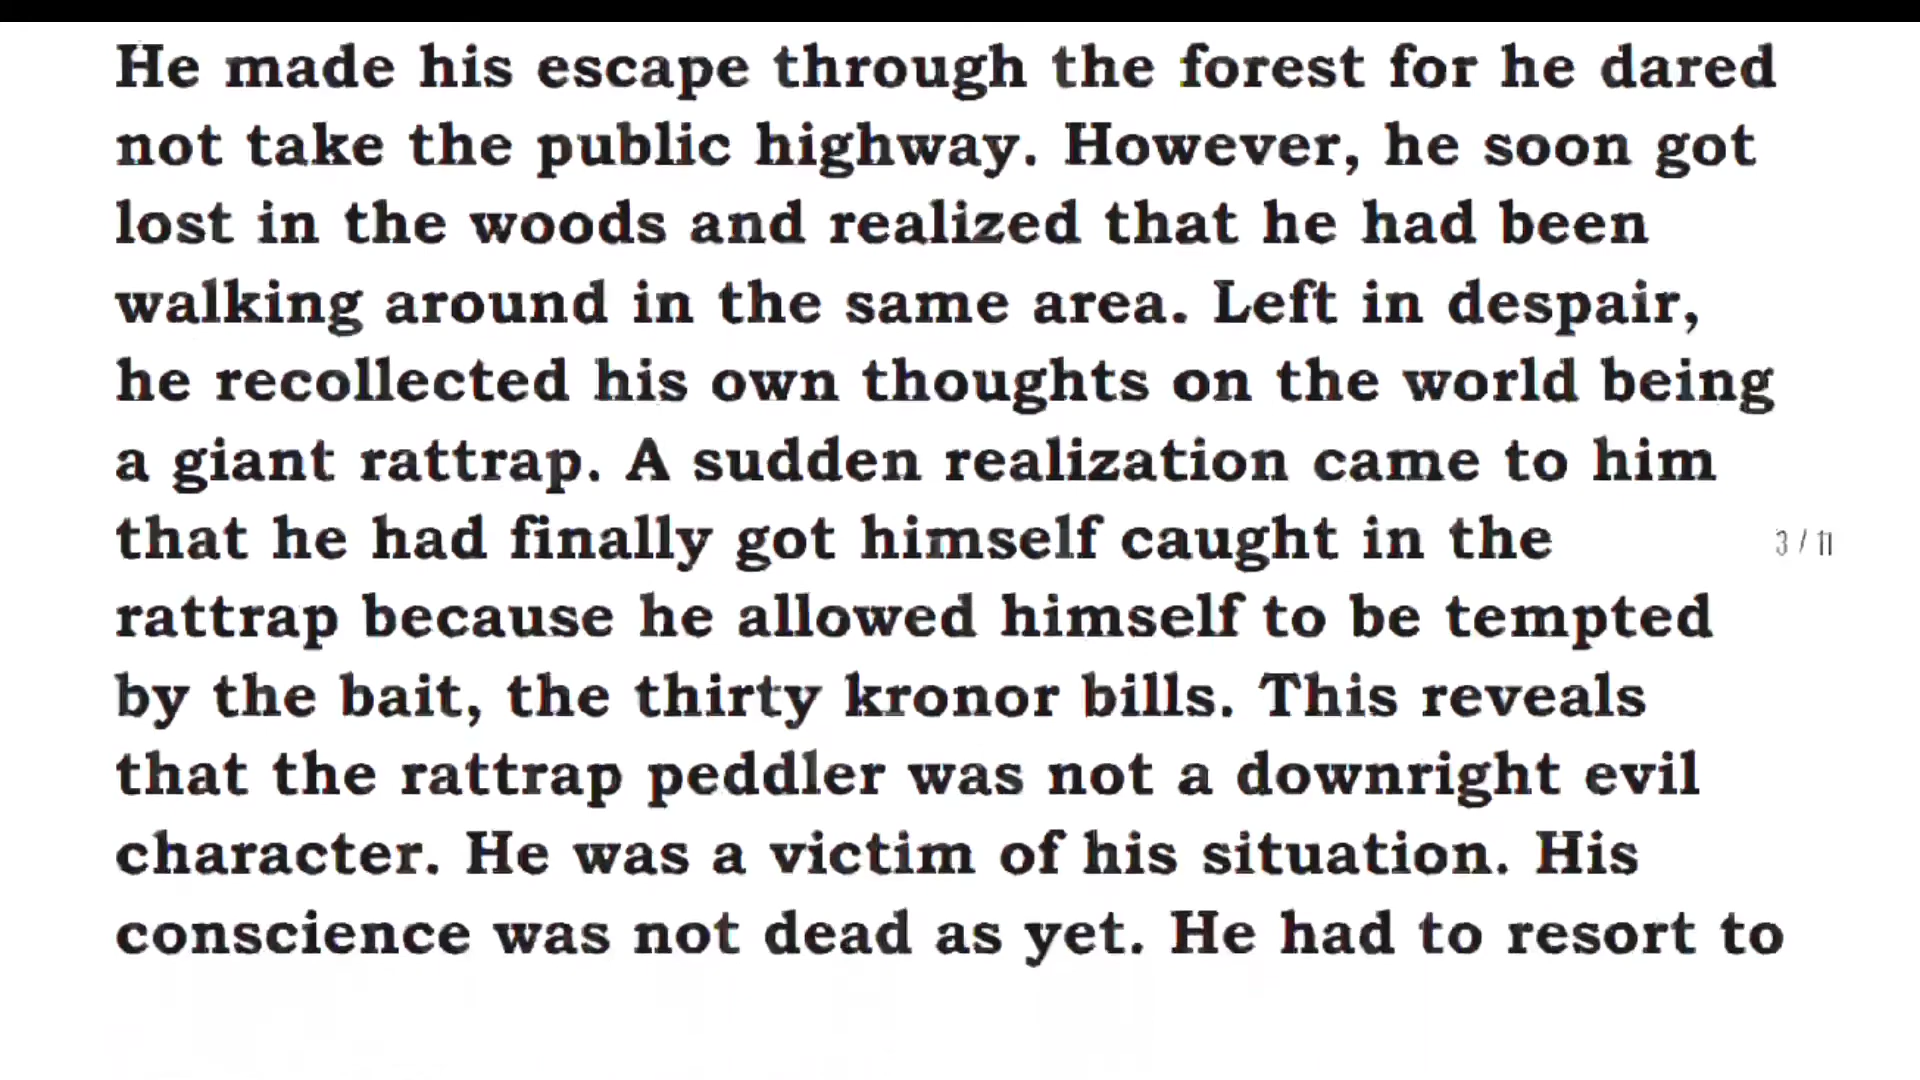 He made his escape through the forest for he dared
not take the public highway. However, he soon got
lost in the woods and realized that he had been
walking around in the same area. Left in despair,
he recollected his own thoughts on the world being
a giant rattrap. A sudden realization came to him
that he had finally got himself caught in the
3 / 11
rattrap because he allowed himself to be tempted
by the bait, the thirty kronor bills. This reveals
that the rattrap peddler was not a downright evil
character. He was a victim of his situation. His
conscience was not dead as yet. He had to resort to